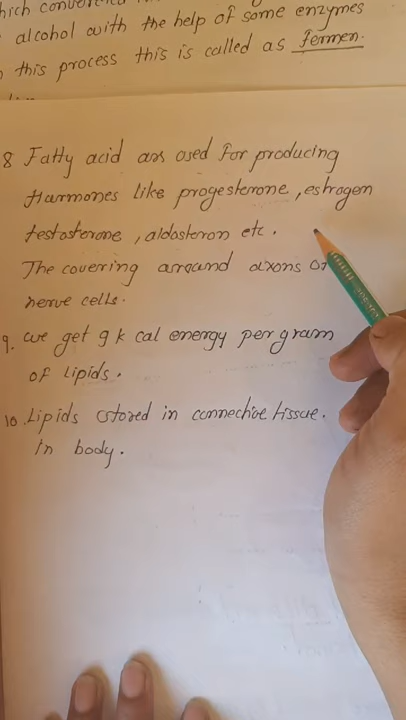 alcohol with the help of some enzymes
this process this is called as Fermen.
8 Fatty acid are used for producing
Harmones like progesterone, estrogen
testosterone, aldosteron etc.
The covering arraund axons of
nerve cells.
9. we get 9 k cal energy per gram
of lipids.
10. Lipids stored in connective tissue.
In body.